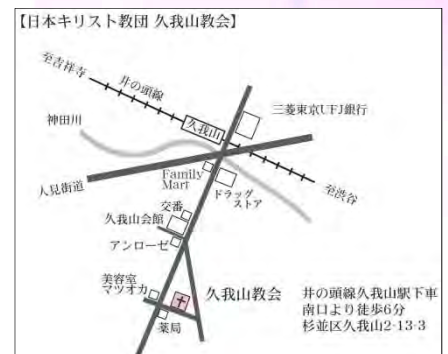 【日本キリスト教団 久我山教会】
至吉祥寺
井の頭線
三菱東京UFJ銀行
神田川
久我山
人見街道
Family
Mart
ドラッグ
ストア
至渋谷
交番
久我山会館
アンローゼ
美容室
マツオカ
久我山教会
薬局
井の頭線久我山駅下車
南口より徒歩6分
杉並区久我山2-13-3